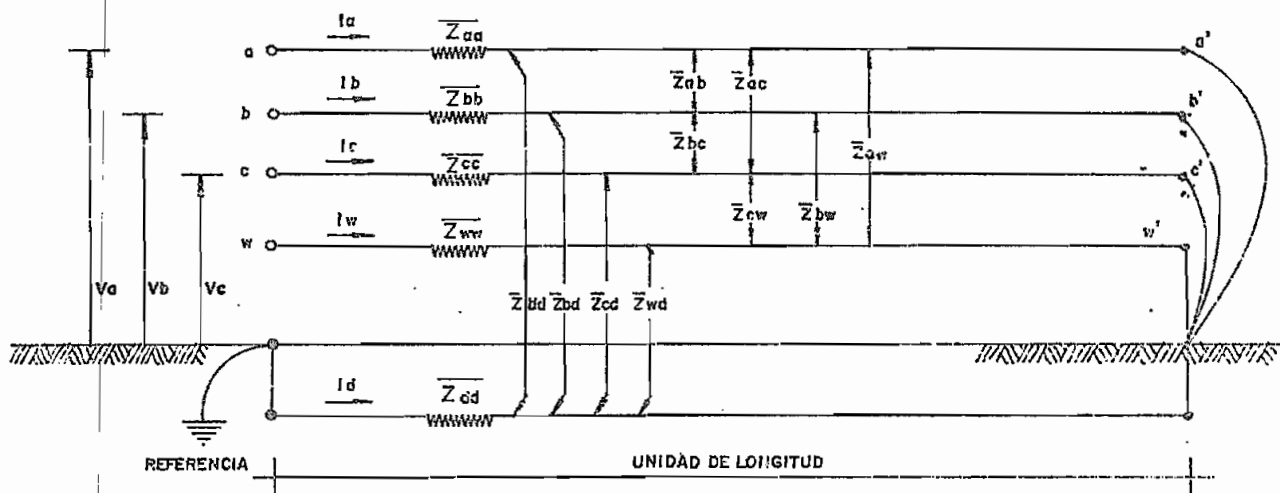 Ia
Zaa
a
a'
Zab
Zac
Ib
Zbb
b
b'
Zbc
Zaw
Ic
Zcc
c
c'
Zcw
Zbw
Iw
Zww
w
w'
Va
Vb
Vc
Zbd
Zcd
Zwd
Id
Zdd
REFERENCIA
UNIDAD DE LONGITUD